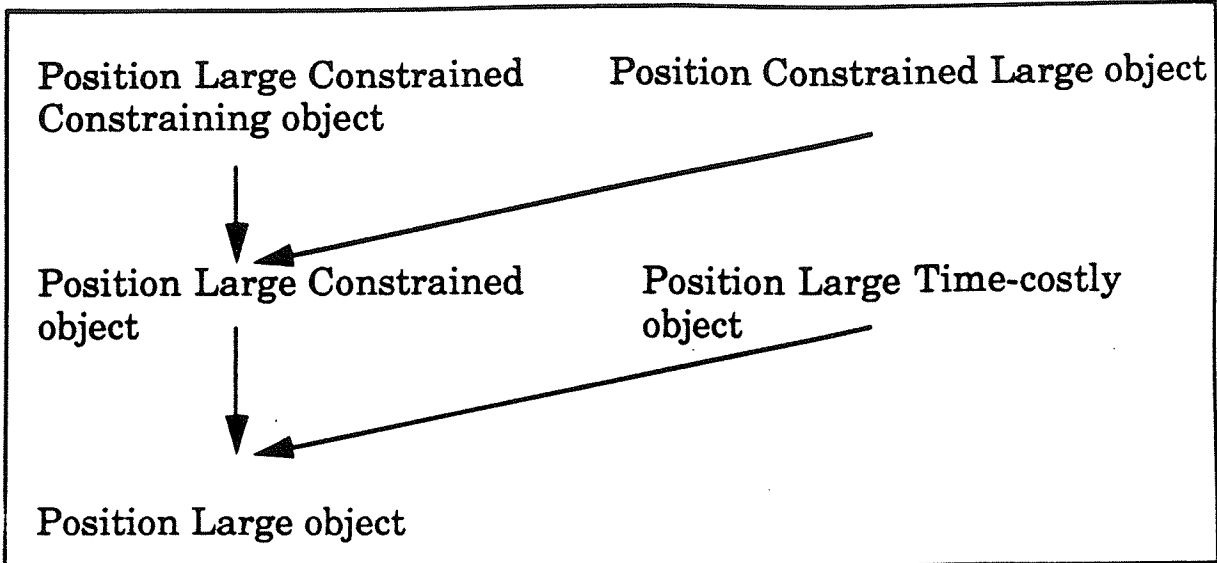 Position Large Constrained
Constraining object
Position Constrained Large object
Position Large Constrained
object
Position Large Time-costly
object
Position Large object